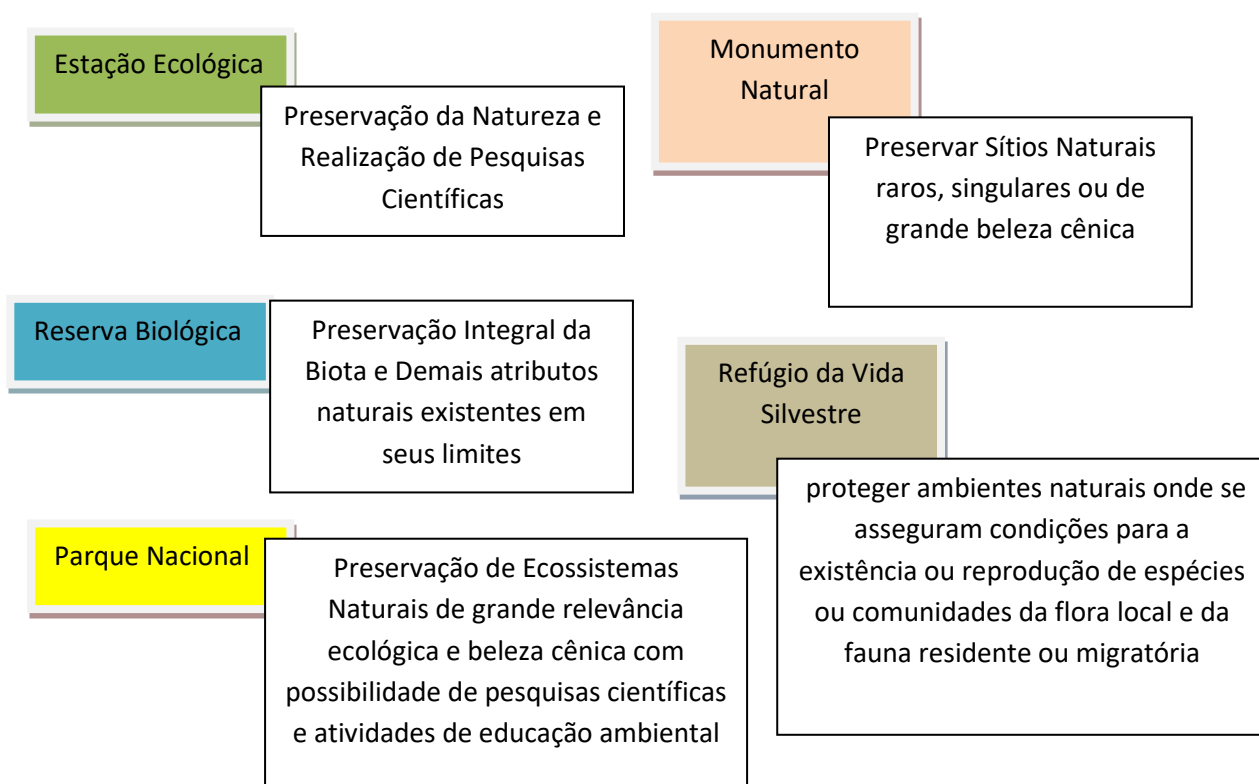 Estação Ecológica
Preservação da Natureza e
Realização de Pesquisas
Científicas
Monumento
Natural
Preservar Sítios Naturais
raros, singulares ou de
grande beleza cênica
Reserva Biológica
Preservação Integral da
Biota e Demais atributos
naturais existentes em
seus limites
Refúgio da Vida
Silvestre
proteger ambientes naturais onde se
asseguram condições para a
existência ou reprodução de espécies
ou comunidades da flora local e da
fauna residente ou migratória
Parque Nacional
Preservação de Ecossistemas
Naturais de grande relevância
ecológica e beleza cênica com
possibilidade de pesquisas científicas
e atividades de educação ambiental